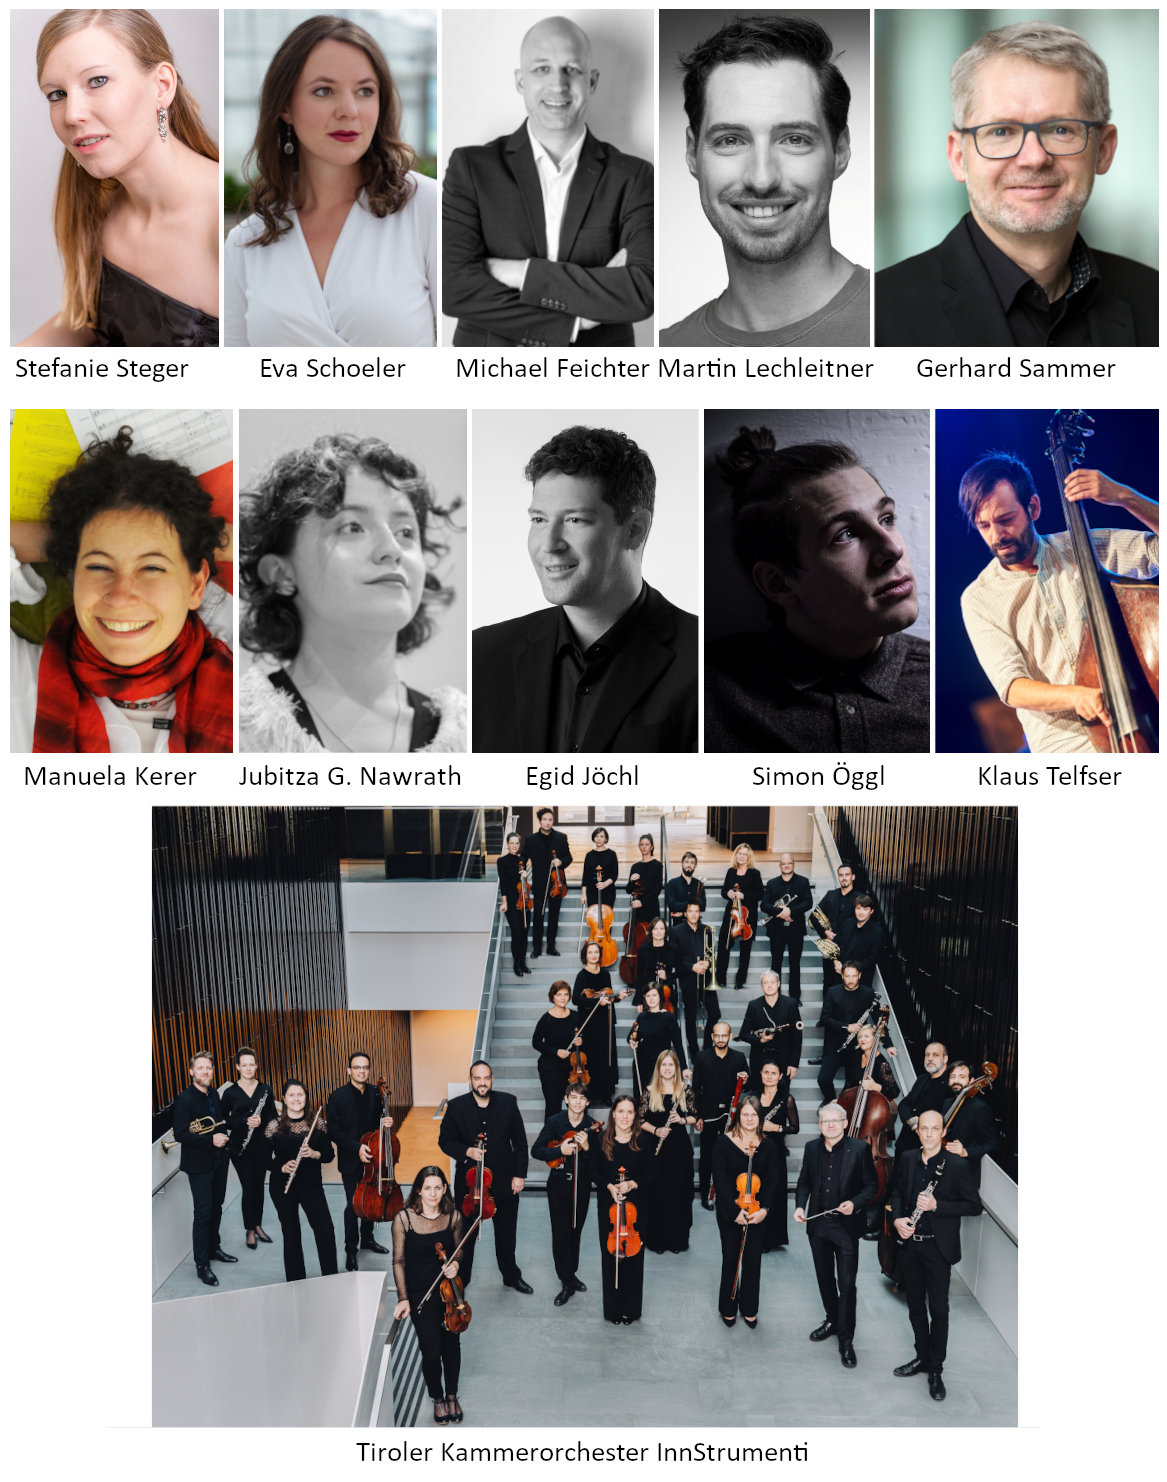 Stefanie Steger Eva Schoeler Michael Feichter Martin Lechleitner Gerhard Sammer
Manuela Kerer Jubitza G. Nawrath Egid Jöchl Simon Öggl Klaus Telfser
Tiroler Kammerorchester InnStrumenti